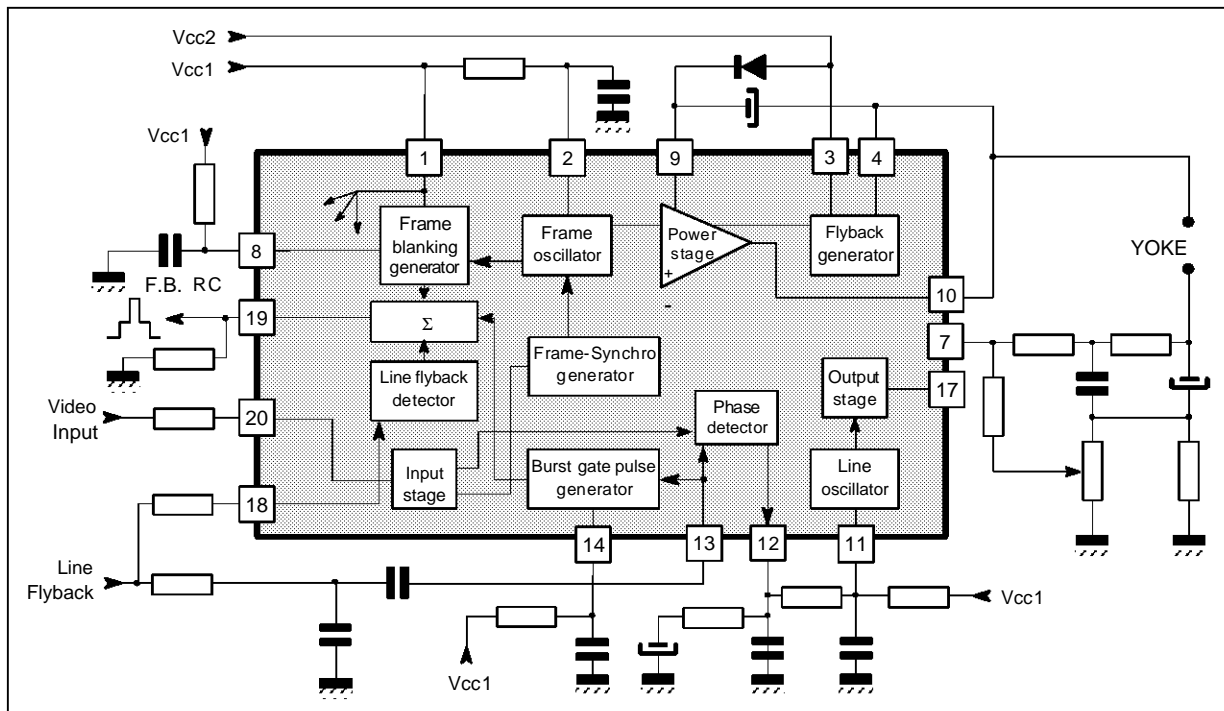 Vcc2
Vcc1
Vcc1
1
2
9
3
4
Frame
blanking
generator
Frame
oscillator
Power
stage
+
-
Flyback
generator
YOKE
8
F.B. RC
10
19
Σ
7
Frame-Synchro
generator
Line flyback
detector
Output
stage
17
Video
Input
20
Phase
detector
Input
stage
Burst gate pulse
generator
Line
oscillator
18
14
13
12
11
Line
Flyback
Vcc1
Vcc1